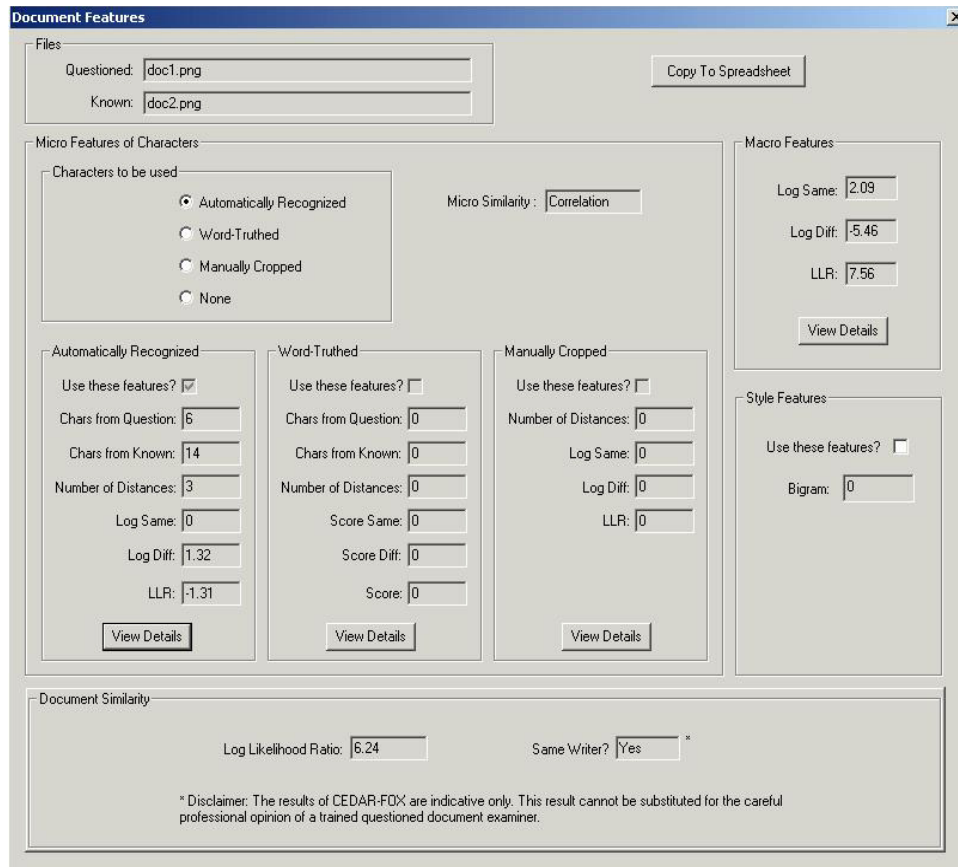 Document Features
Files
Questioned: doc1.png
Known: doc2.png
Copy To Spreadsheet
Micro Features of Characters
Characters to be used
Automatically Recognized
Word-Truthed
Manually Cropped
None
Micro Similarity : Correlation
Macro Features
Log Same: 2.09
Log Diff: -5.46
LLR: 7.56
View Details
Automatically Recognized
Use these features?
Chars from Question: 6
Chars from Known: 14
Number of Distances: 3
Log Same: 0
Log Diff: 1.32
LLR: -1.31
View Details
Word-Truthed
Use these features?
Chars from Question: 0
Chars from Known: 0
Number of Distances: 0
Score Same: 0
Score Diff: 0
Score: 0
View Details
Manually Cropped
Use these features?
Number of Distances: 0
Log Same: 0
Log Diff: 0
LLR: 0
View Details
Style Features
Use these features?
Bigram: 0
Document Similarity
Log Likelihood Ratio: 6.24
Same Writer? Yes *
* Disclaimer: The results of CEDAR-FOX are indicative only. This result cannot be substituted for the careful
professional opinion of a trained questioned document examiner.